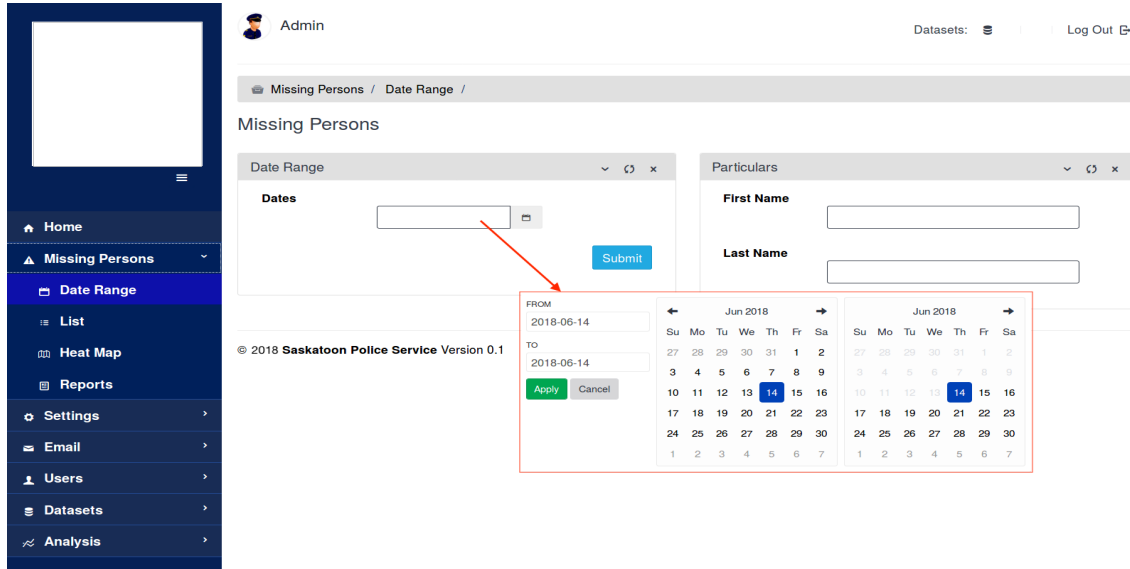 Admin
Datasets:
Log Out
Missing Persons / Date Range /
Missing Persons
Date Range
Particulars
Dates
First Name
Submit
Last Name
Home
Missing Persons
Date Range
List
Heat Map
Reports
Settings
Email
Users
Datasets
Analysis
FROM
2018-06-14
TO
2018-06-14
Apply Cancel
Jun 2018
Su Mo Tu We Th Fr Sa
27 28 29 30 31 1 2
3 4 5 6 7 8 9
10 11 12 13 14 15 16
17 18 19 20 21 22 23
24 25 26 27 28 29 30
1 2 3 4 5 6 7
Jun 2018
Su Mo Tu We Th Fr Sa
27 28 29 30 31 1 2
3 4 5 6 7 8 9
10 11 12 13 14 15 16
17 18 19 20 21 22 23
24 25 26 27 28 29 30
1 2 3 4 5 6 7
© 2018 Saskatoon Police Service Version 0.1